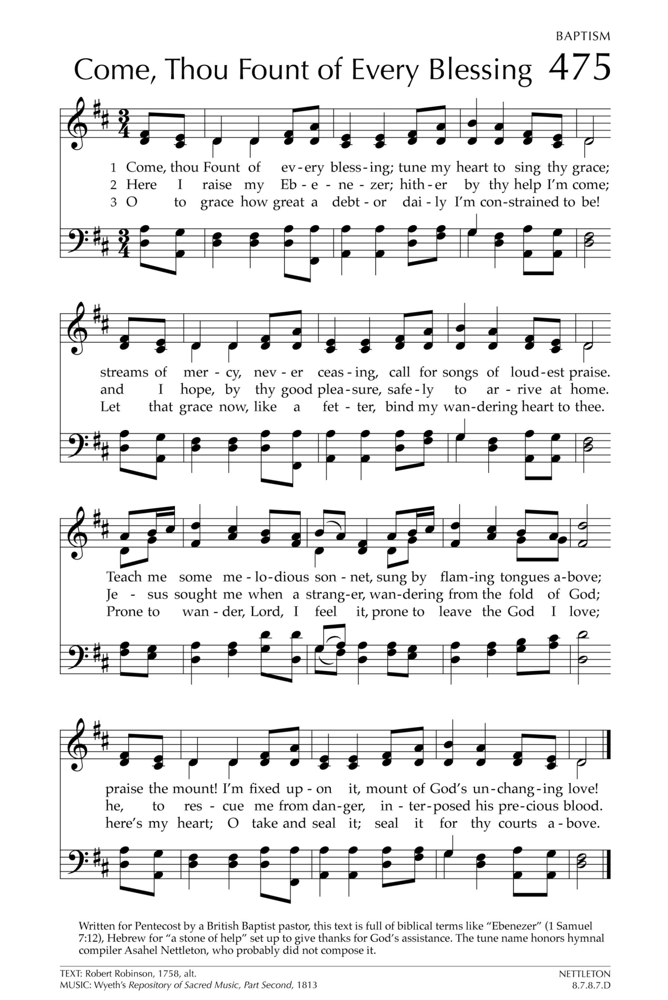 BAPTISM
Come, Thou Fount of Every Blessing 475
1 Come, thou Fount of ev-ery bless-ing; tune my heart to sing thy grace;
2 Here I raise my Eb - e - ne - zer; hith-er by thy help I’m come;
3 O to grace how great a debt - or dai - ly I’m con-strained to be!
streams of mer - cy, nev - er ceas - ing, call for songs of loud-est praise.
and I hope, by thy good plea-sure, safe-ly to ar - rive at home.
Let that grace now, like a fet - ter, bind my wan-dering heart to thee.
Teach me some me - lo-dious son - net, sung by flam-ing tongues a-bove;
Je - sus sought me when a strang-er, wan-dering from the fold of God;
Prone to wan - der, Lord, I feel it, prone to leave the God I love;
praise the mount! I’m fixed up - on it, mount of God’s un-chang-ing love!
he, to res - cue me from dan-ger, in - ter-posed his pre-cious blood.
here’s my heart; O take and seal it; seal it for thy courts a - bove.
Written for Pentecost by a British Baptist pastor, this text is full of biblical terms like “Ebenezer” (1 Samuel
7:12), Hebrew for “a stone of help” set up to give thanks for God’s assistance. The tune name honors hymnal
compiler Asahel Nettleton, who probably did not compose it.
TEXT: Robert Robinson, 1758, alt.
MUSIC: Wyeth’s Repository of Sacred Music, Part Second, 1813
NETTLETON
8.7.8.7.D